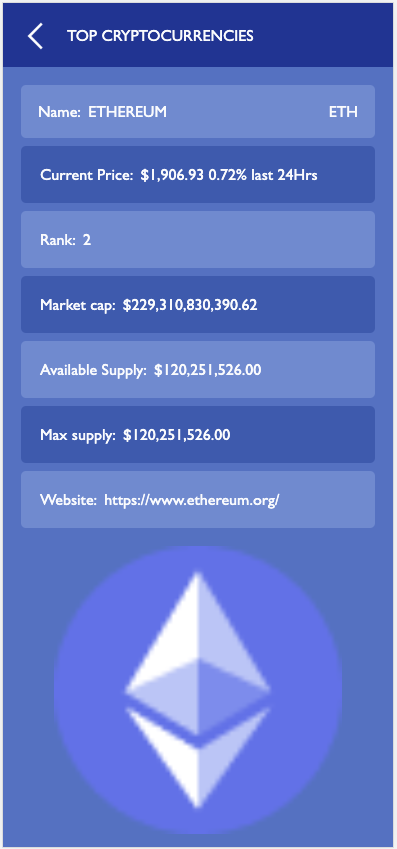 TOP CRYPTOCURRENCIES
Name: ETHEREUM ETH
Current Price: $1,906.93 0.72% last 24Hrs
Rank: 2
Market cap: $229,310,830,390.62
Available Supply: $120,251,526.00
Max supply: $120,251,526.00
Website: https://www.ethereum.org/